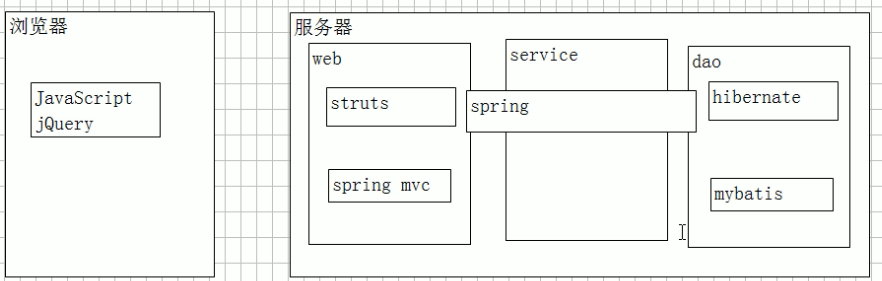 浏览器
JavaScript
jQuery
服务器
web
struts
spring mvc
service
spring
dao
hibernate
mybatis